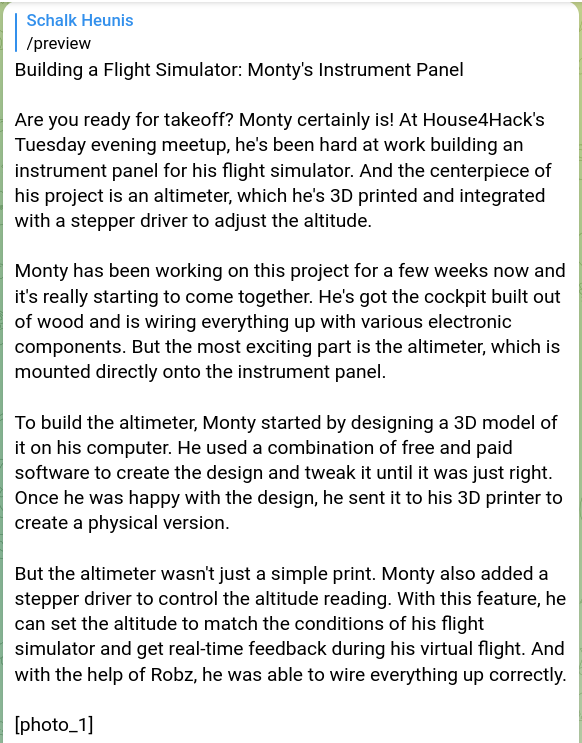 Schalk Heunis
/preview
Building a Flight Simulator: Monty's Instrument Panel
Are you ready for takeoff? Monty certainly is! At House4Hack's
Tuesday evening meetup, he's been hard at work building an
instrument panel for his flight simulator. And the centerpiece of
his project is an altimeter, which he's 3D printed and integrated
with a stepper driver to adjust the altitude.
Monty has been working on this project for a few weeks now and
it's really starting to come together. He's got the cockpit built out
of wood and is wiring everything up with various electronic
components. But the most exciting part is the altimeter, which is
mounted directly onto the instrument panel.
To build the altimeter, Monty started by designing a 3D model of
it on his computer. He used a combination of free and paid
software to create the design and tweak it until it was just right.
Once he was happy with the design, he sent it to his 3D printer to
create a physical version.
But the altimeter wasn't just a simple print. Monty also added a
stepper driver to control the altitude reading. With this feature, he
can set the altitude to match the conditions of his flight
simulator and get real-time feedback during his virtual flight. And
with the help of Robz, he was able to wire everything up correctly.
[photo_1]